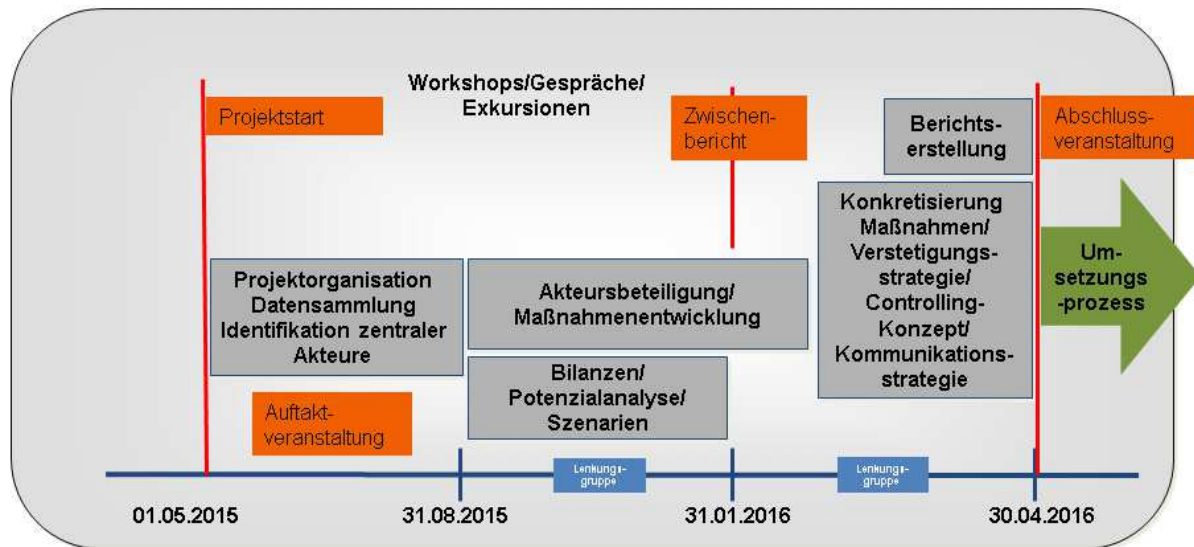 Workshops/Gespräche/
Exkursionen
Projektstart
Zwischen-
bericht
Berichts-
erstellung
Abschluss-
veranstaltung
Projektorganisation
Datensammlung
Identifikation zentraler
Akteure
Akteursbeteiligung/
Maßnahmenentwicklung
Konkretisierung
Maßnahmen/
Verstetigungs-
strategie/
Controlling-
Konzept/
Kommunikations-
strategie
Um-
setzungs
-prozess
Auftakt-
veranstaltung
Bilanzen/
Potenzialanalyse/
Szenarien
Lenkungs-
gruppe
Lenkungs-
gruppe
01.05.2015
31.08.2015
31.01.2016
30.04.2016